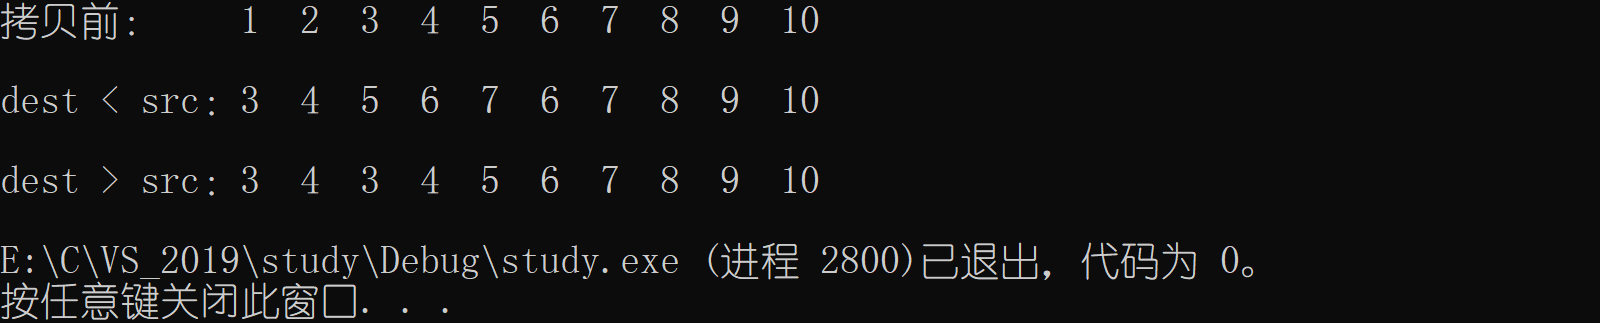 拷贝前:     1  2  3  4  5  6  7  8  9  10
dest < src: 3  4  5  6  7  6  7  8  9  10
dest > src: 3  4  3  4  5  6  7  8  9  10
E:\C\VS_2019\study\Debug\study.exe (进程 2800)已退出，代码为 0。
按任意键关闭此窗口. . .